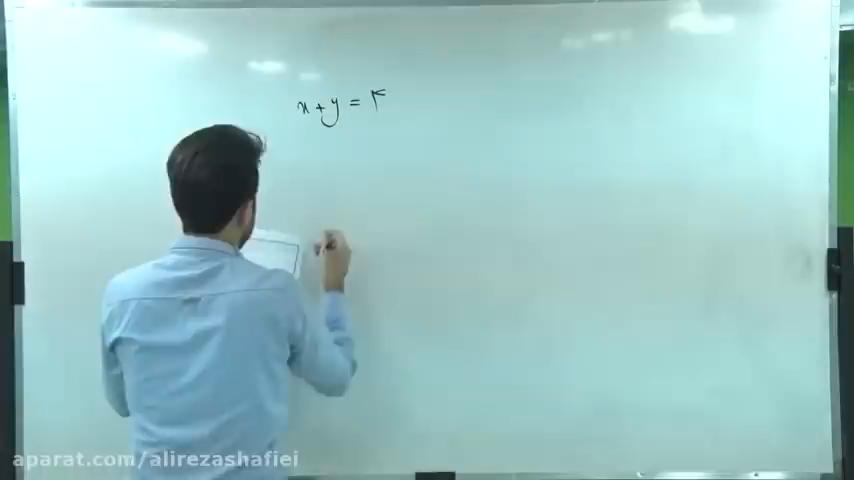 x + y = ۴
aparat.com/alirezashafiei